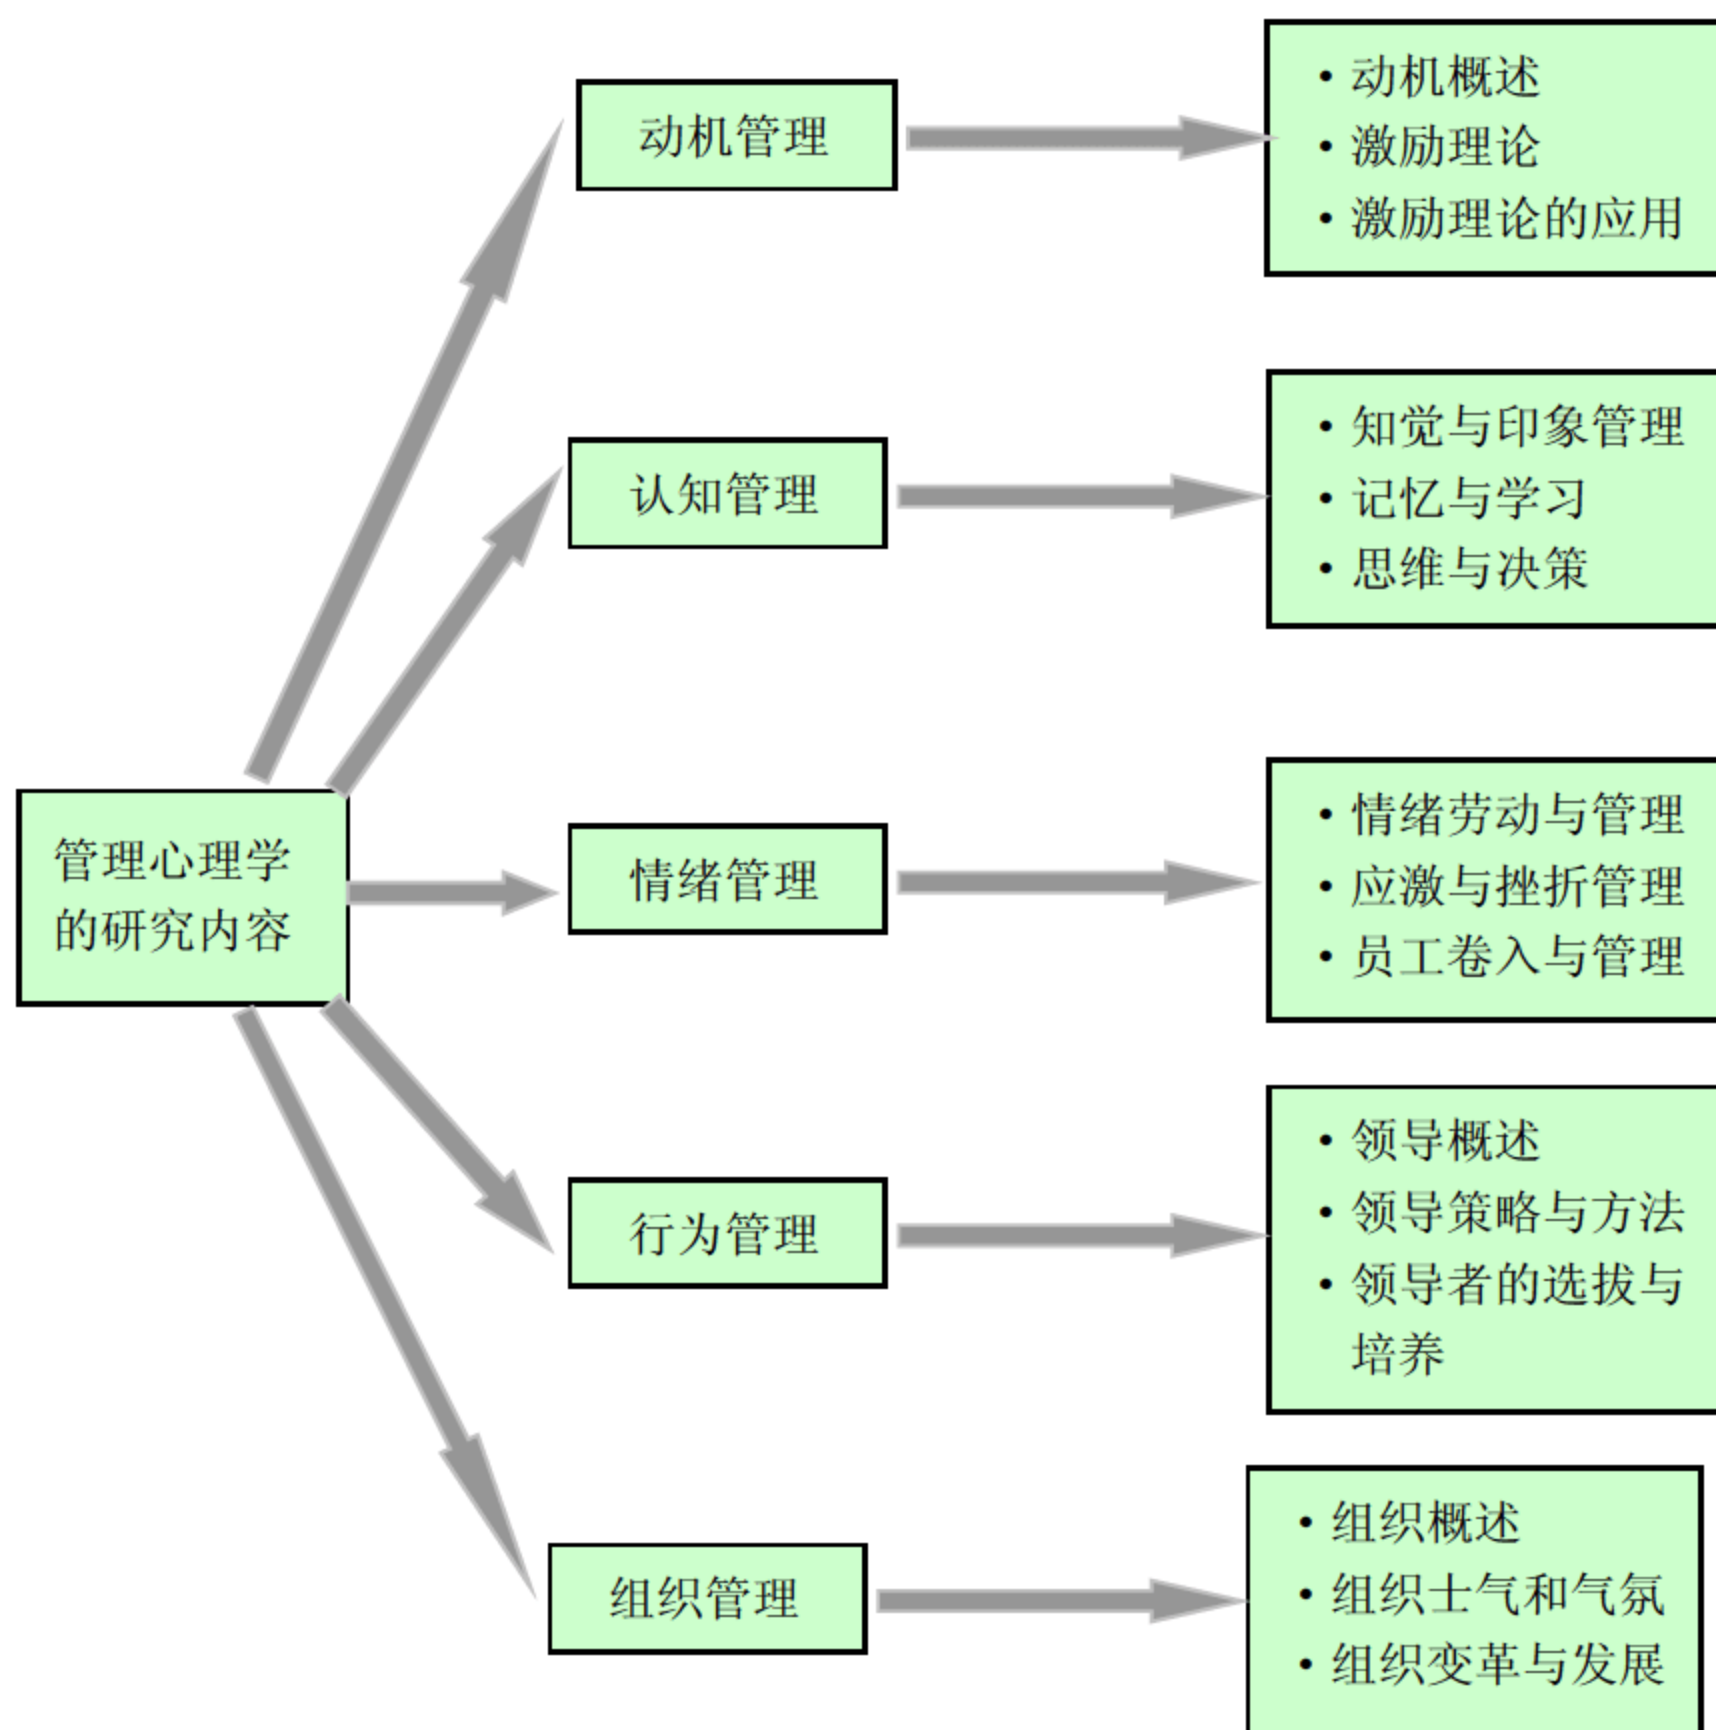 管理心理学
的研究内容
动机管理
• 动机概述
• 激励理论
• 激励理论的应用
认知管理
• 知觉与印象管理
• 记忆与学习
• 思维与决策
情绪管理
• 情绪劳动与管理
• 应激与挫折管理
• 员工卷入与管理
行为管理
• 领导概述
• 领导策略与方法
• 领导者的选拔与
培养
组织管理
• 组织概述
• 组织士气和气氛
• 组织变革与发展